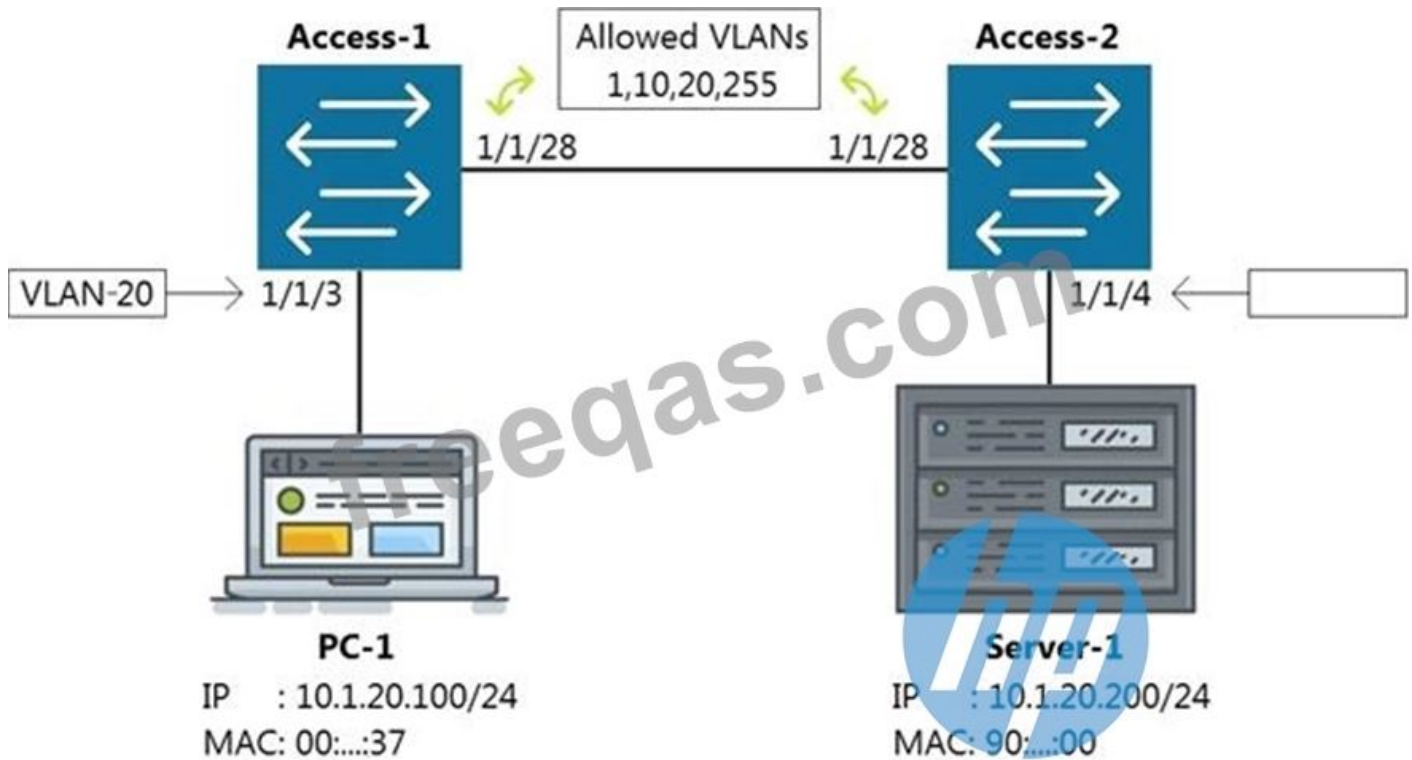 Access-1
Allowed VLANs
1,10,20,255
Access-2
1/1/28
1/1/28
VLAN-20
1/1/3
1/1/4
freeqas.com
hp
PC-1
IP : 10.1.20.100/24
MAC: 00:...:37
Server-1
IP : 10.1.20.200/24
MAC: 90:...:00